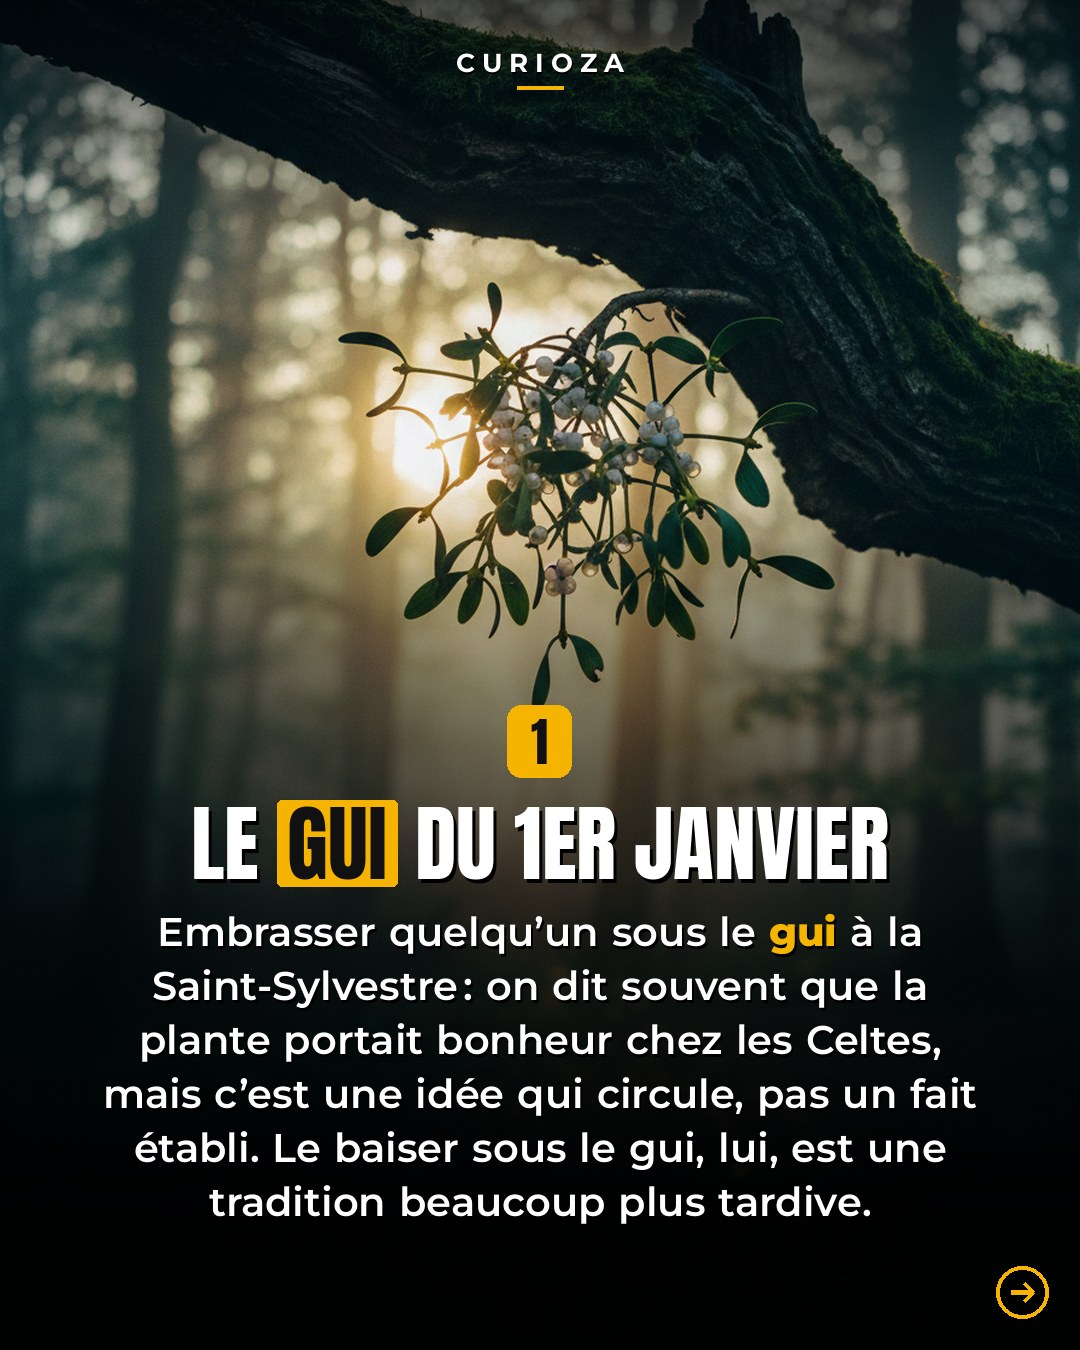 CURIOZA
1
LE GUI DU 1ER JANVIER
Embrasser quelqu’un sous le gui à la
Saint-Sylvestre : on dit souvent que la
plante portait bonheur chez les Celtes,
mais c’est une idée qui circule, pas un fait
établi. Le baiser sous le gui, lui, est une
tradition beaucoup plus tardive.